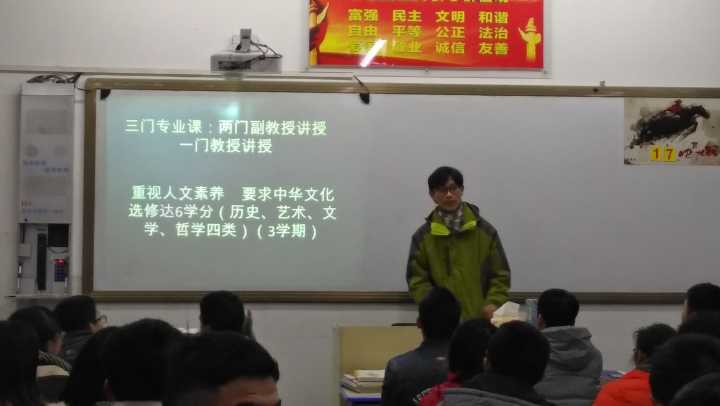 富强 民主 文明 和谐
自由 平等 公正 法治
诚信 友善
三门专业课：两门副教授讲授
一门教授讲授
重视人文素养 要求中华文化
选修达6学分（历史、艺术、文
学、哲学四类）（3学期）
17